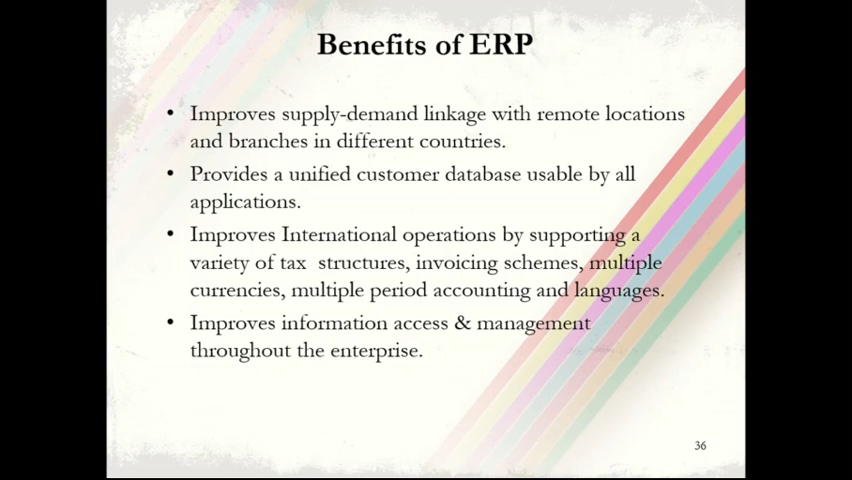 Benefits of ERP
• Improves supply-demand linkage with remote locations
and branches in different countries.
• Provides a unified customer database usable by all
applications.
• Improves International operations by supporting a
variety of tax  structures, invoicing schemes, multiple
currencies, multiple period accounting and languages.
• Improves information access & management
throughout the enterprise.
36